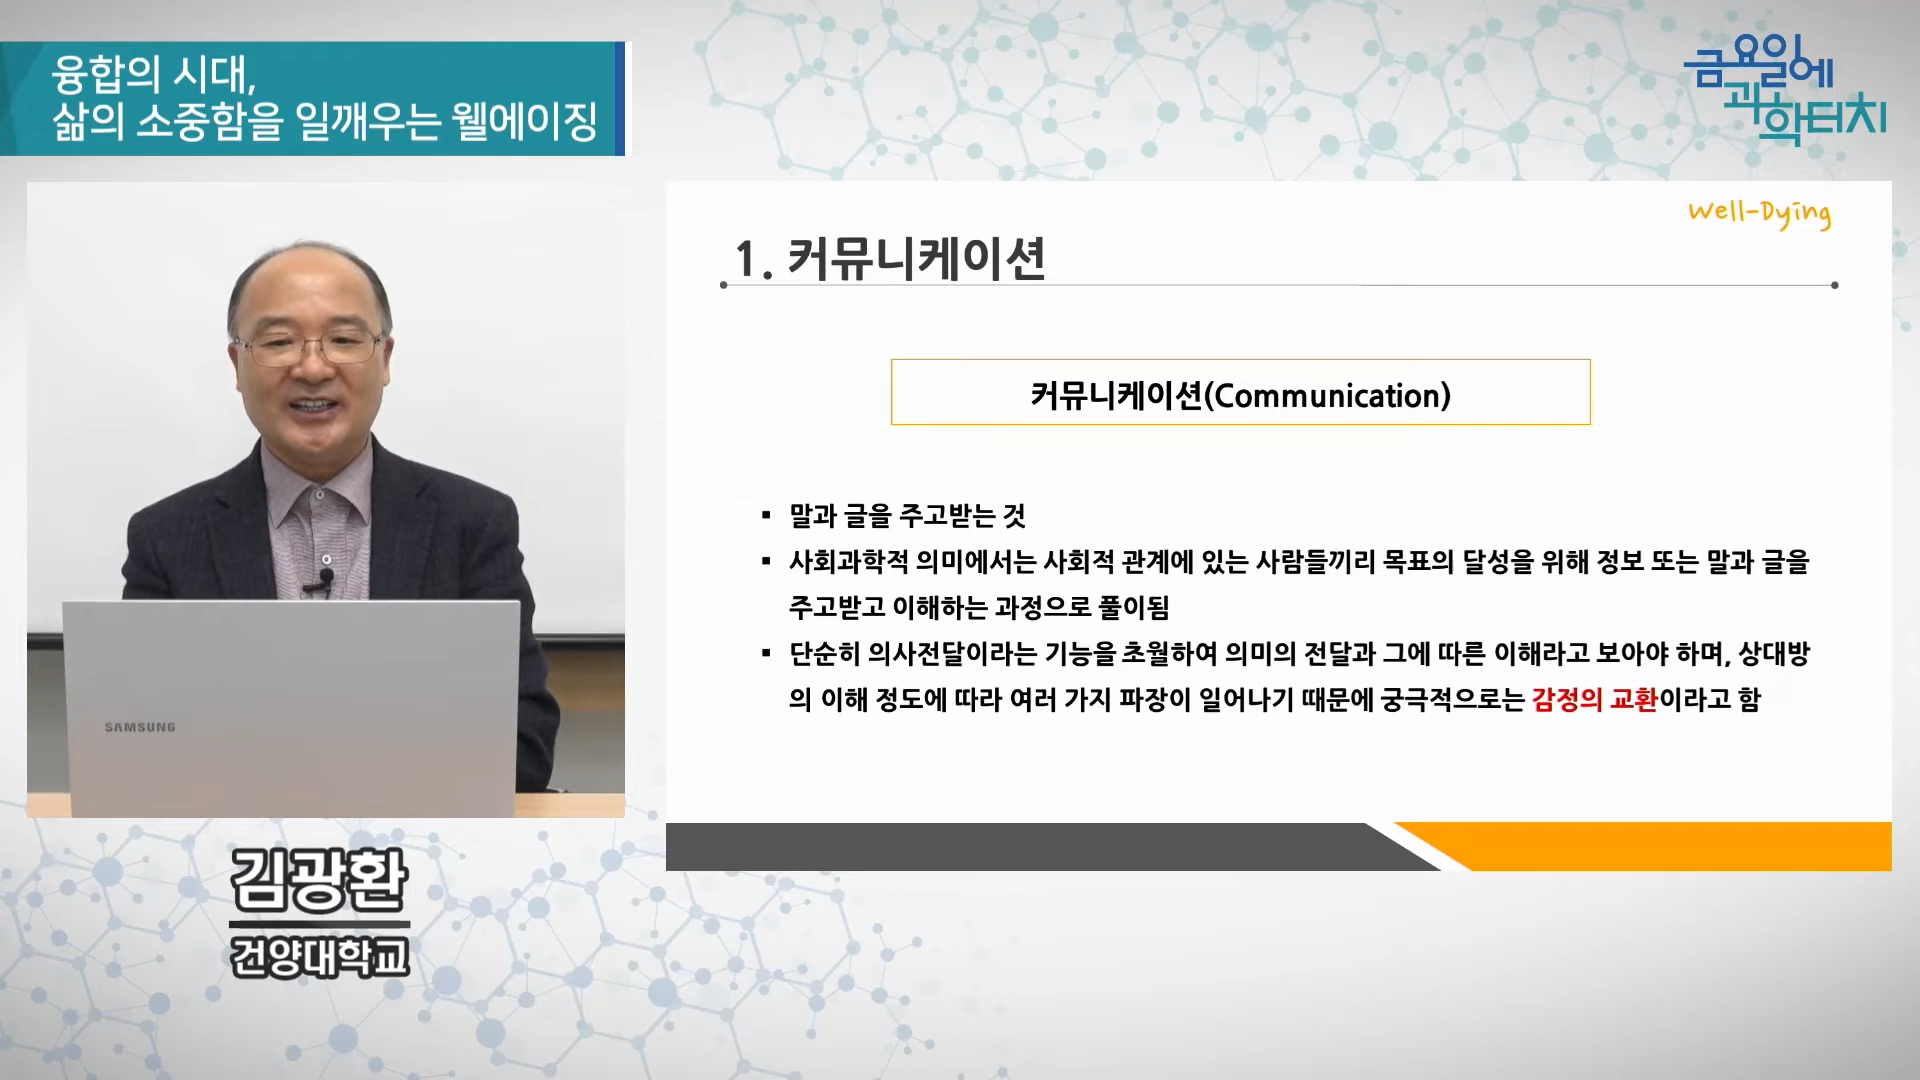 융합의 시대,
삶의 소중함을 일깨우는 웰에이징
금요일에
과학터치
Well-Dying
1. 커뮤니케이션
커뮤니케이션(Communication)
▪ 말과 글을 주고받는 것
▪ 사회과학적 의미에서는 사회적 관계에 있는 사람들끼리 목표의 달성을 위해 정보 또는 말과 글을
주고받고 이해하는 과정으로 풀이됨
▪ 단순히 의사전달이라는 기능을 초월하여 의미의 전달과 그에 따른 이해라고 보아야 하며, 상대방
의 이해 정도에 따라 여러 가지 파장이 일어나기 때문에 궁극적으로는 감정의 교환이라고 함
SAMSUNG
김광환
건양대학교